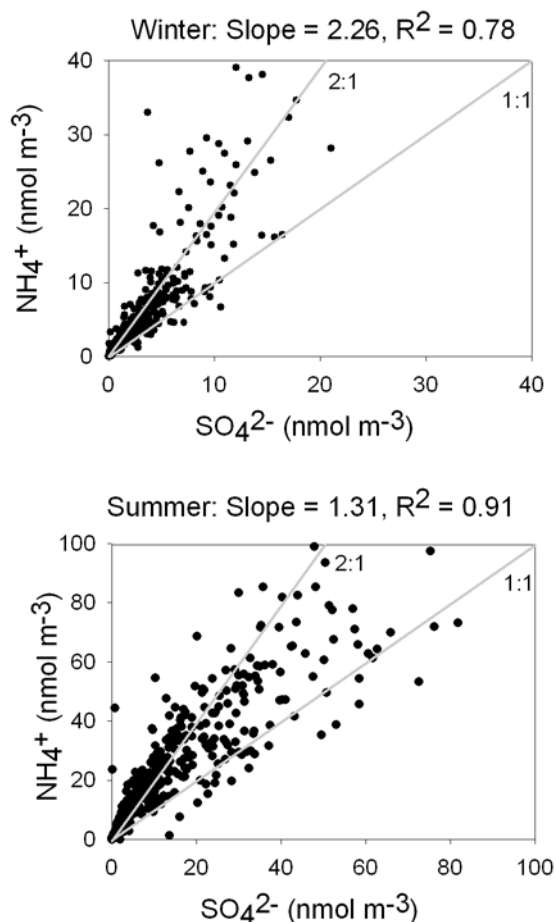 Winter: Slope = 2.26, R² = 0.78
40
30
20
10
0
NH₄⁺ (nmol m⁻³)
2:1
1:1
0 10 20 30 40
SO₄²⁻ (nmol m⁻³)
Summer: Slope = 1.31, R² = 0.91
100
80
60
40
20
0
NH₄⁺ (nmol m⁻³)
2:1
1:1
0 20 40 60 80 100
SO₄²⁻ (nmol m⁻³)